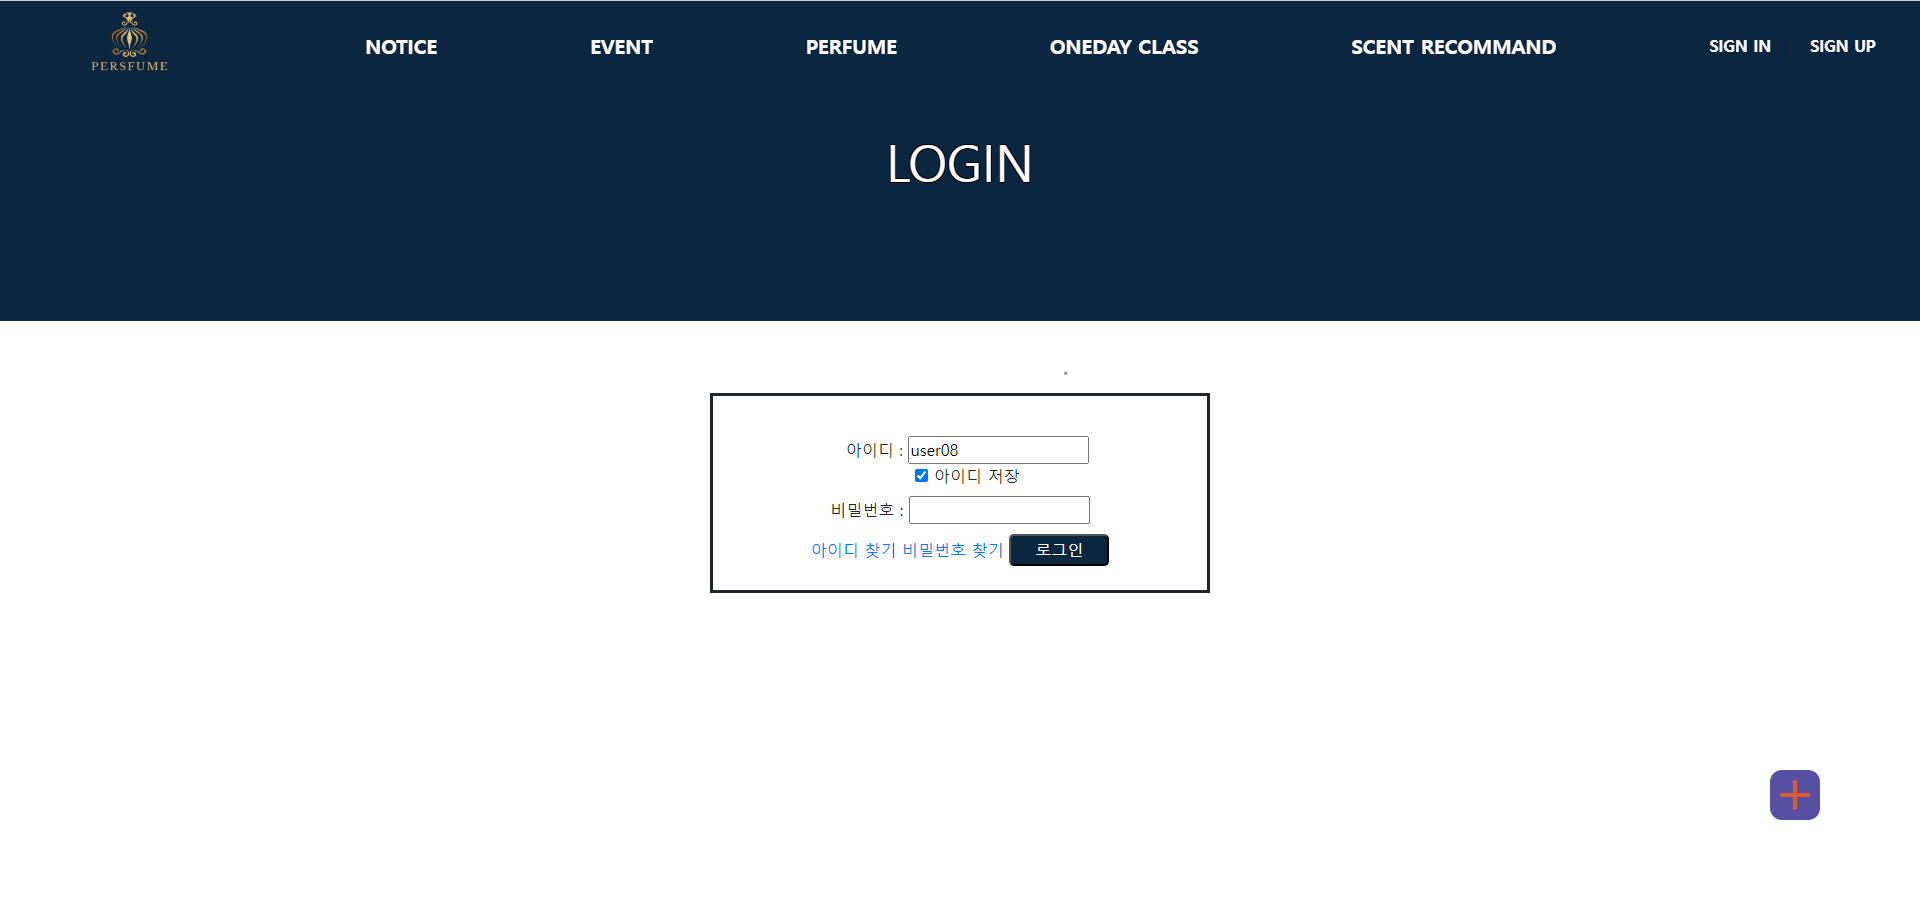 PERSFUME
NOTICE EVENT PERFUME ONEDAY CLASS SCENT RECOMMAND SIGN IN SIGN UP
LOGIN
아이디 : user08
아이디 저장
비밀번호 :
아이디 찾기 비밀번호 찾기 로그인